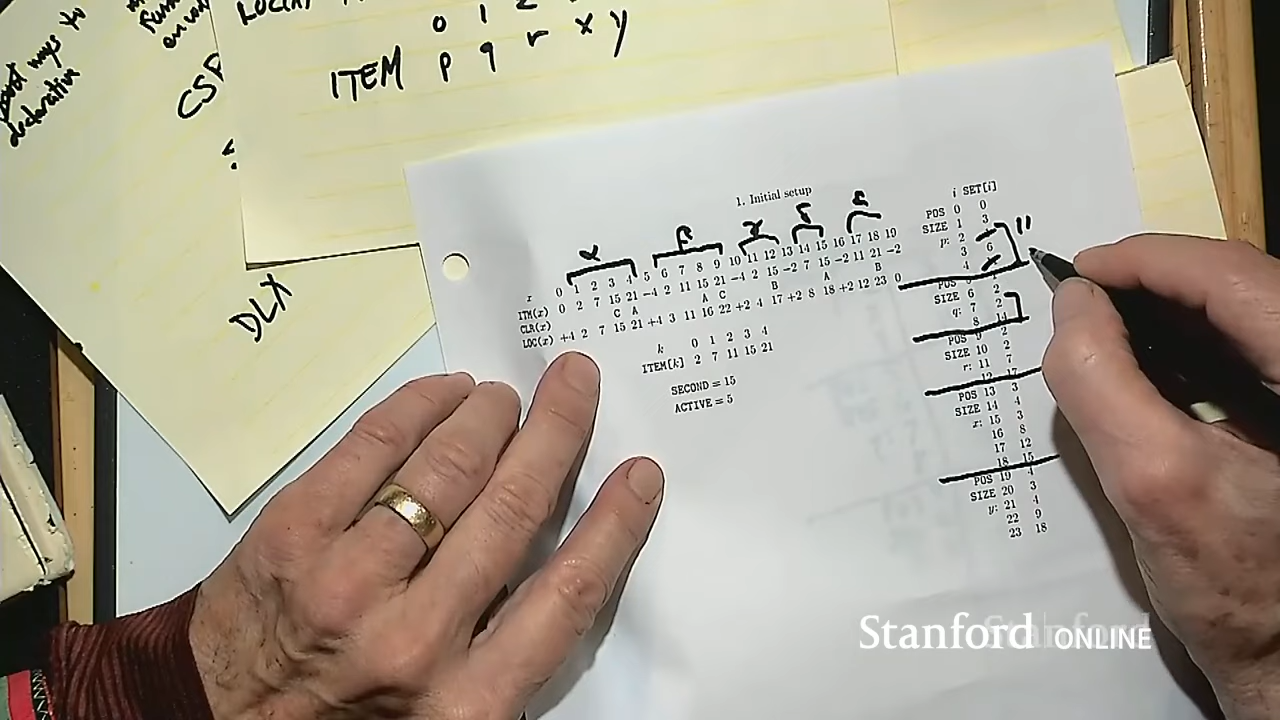 0 1 2
ITEM p q r x y
CSP
declarative
DLX
1. Initial setup
α β γ δ ε
x 0 1 2 3 4 5 6 7 8 9 10 11 12 13 14 15 16 17 18 19
ITM(x) 0 2 7 15 21 −4 2 11 15 21 −4 2 15 −2 7 15 −2 11 21 −2
CLR(x) C A A C B A B 0
LOC(x) +4 2 7 15 21 +4 3 11 16 22 +2 4 17 +2 8 18 +2 12 23 0
k 0 1 2 3 4
ITEM[k] 2 7 11 15 21
SECOND = 15
ACTIVE = 5
i SET[i]
POS 0 0
SIZE 1 3
p: 2
3 6
4
POS
SIZE 6 2
q: 7 2
8 14
POS 9 2
SIZE 10 2
r: 11 7
12 17
POS 13 3
SIZE 14 4
x: 15 3
16 8
17 12
18 15
POS 19 4
SIZE 20 3
y: 21 4
22 9
23 18
Stanford ONLINE